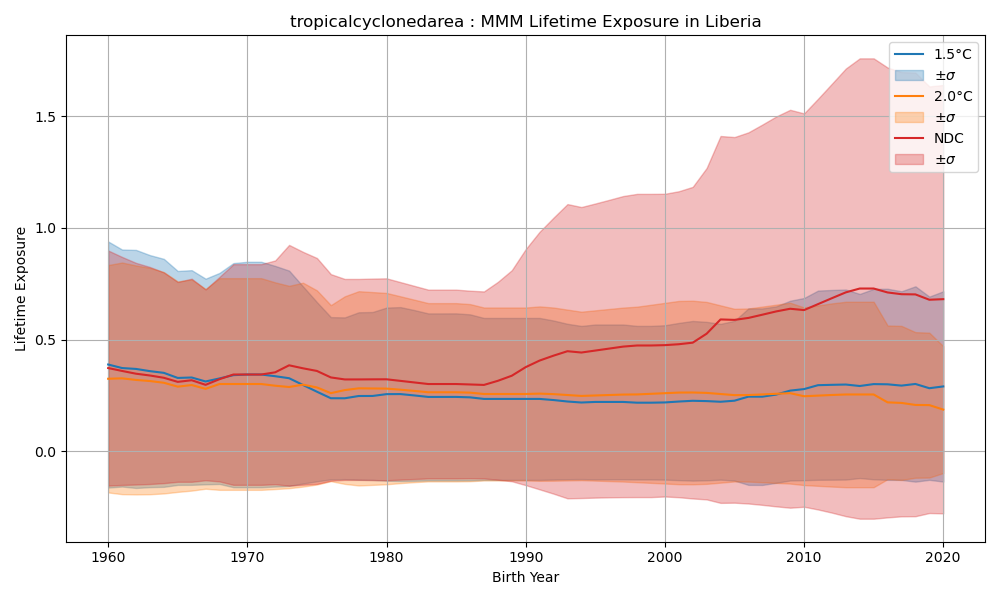 tropicalcyclonedarea : MMM Lifetime Exposure in Liberia
Lifetime Exposure
1.5
1.0
0.5
0.0
1960 1970 1980 1990 2000 2010 2020
Birth Year
1.5°C
±σ
2.0°C
±σ
NDC
±σ